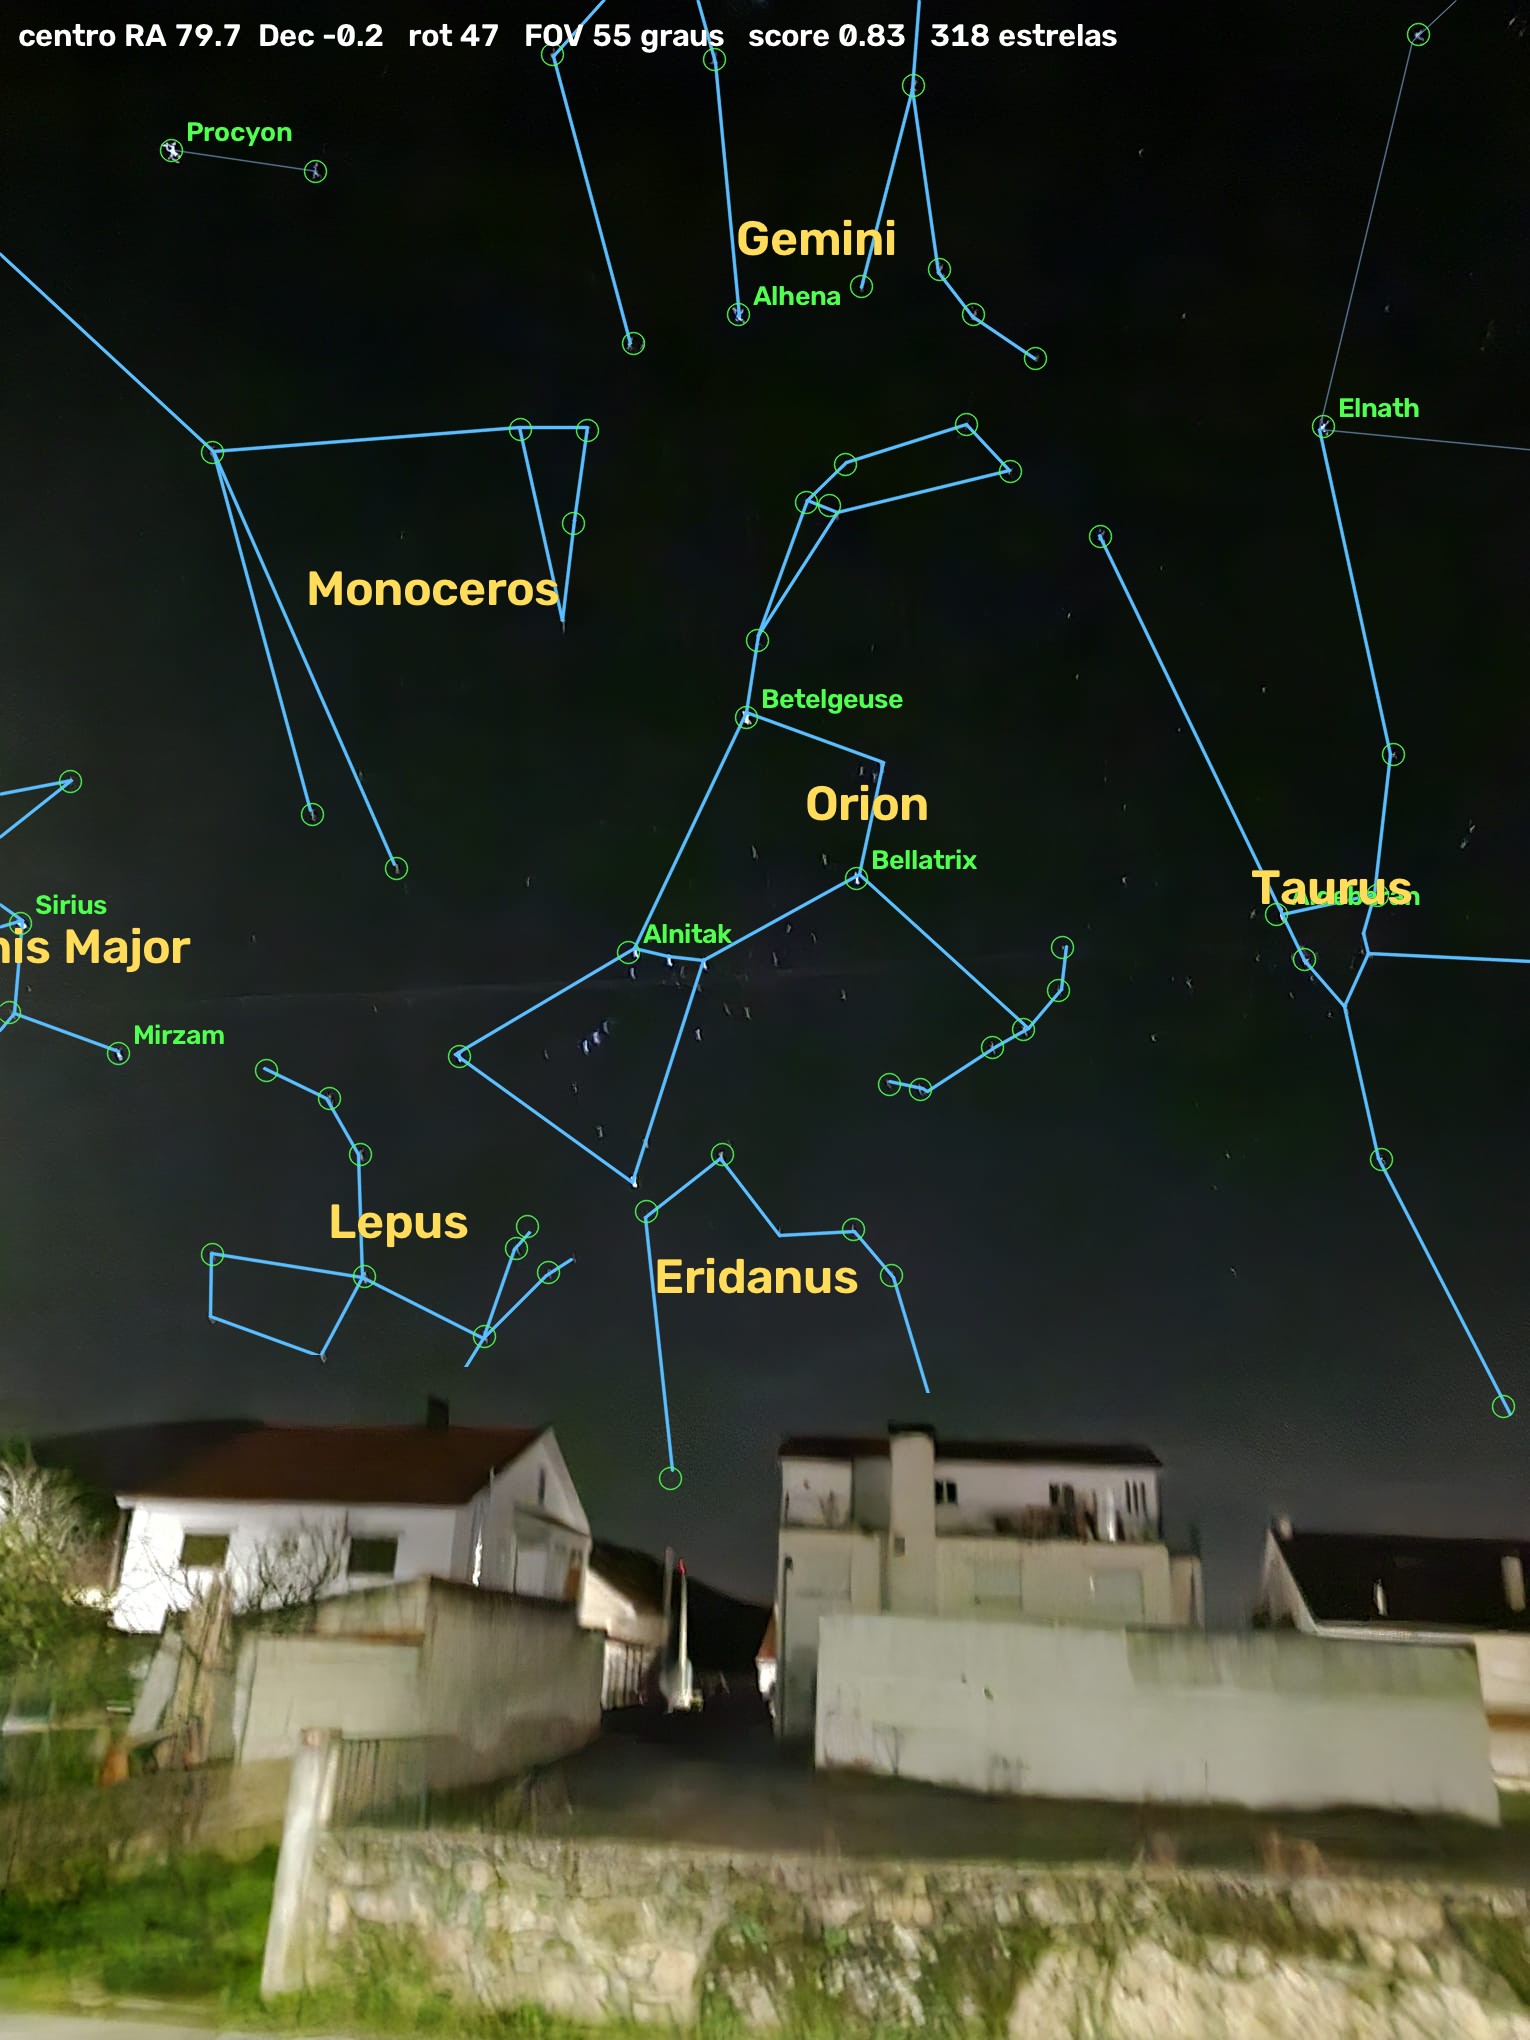 centro RA 79.7 Dec -0.2 rot 47 FOV 55 graus score 0.83 318 estrelas
Procyon
Gemini
Alhena
Elnath
Monoceros
Betelgeuse
Orion
Bellatrix
Taurus
Sirius
nis Major
Alnitak
Mirzam
Lepus
Eridanus